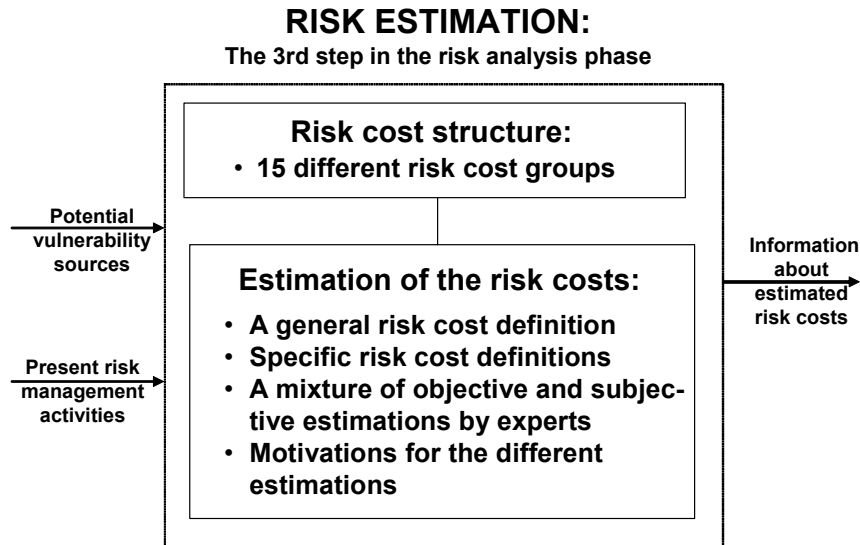 RISK ESTIMATION:
The 3rd step in the risk analysis phase
Risk cost structure:
• 15 different risk cost groups
Potential
vulnerability
sources
Information
about
estimated
risk costs
Estimation of the risk costs:
• A general risk cost definition
• Specific risk cost definitions
• A mixture of objective and subjec-
tive estimations by experts
• Motivations for the different
estimations
Present risk
management
activities